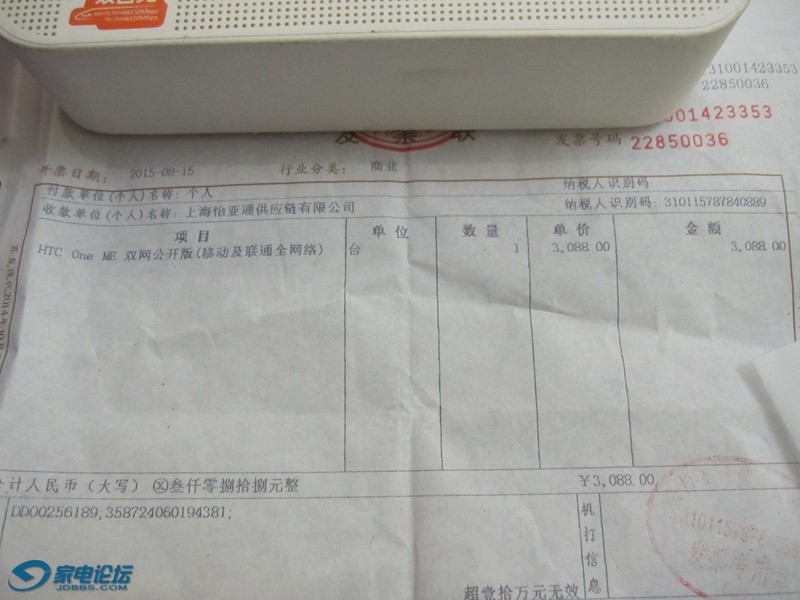 31001423353
22850036
001423353
发票联
发票号码 22850036
开票日期: 2015-08-15 行业分类: 商业
付款单位(个人)名称: 个人 纳税人识别码:
收款单位(个人)名称: 上海怡亚通供应链有限公司 纳税人识别码: 310115787840889
项目 单位 数量 单价 金额
HTC One ME 双网公开版(移动及联通全网络) 台 1 3,088.00 3,088.00
计人民币(大写) ⓧ叁仟零捌拾捌元整 ¥3,088.00
DD00256189,358724060194381;
机打信息
超壹拾万元无效
家电论坛
JDBBS.COM